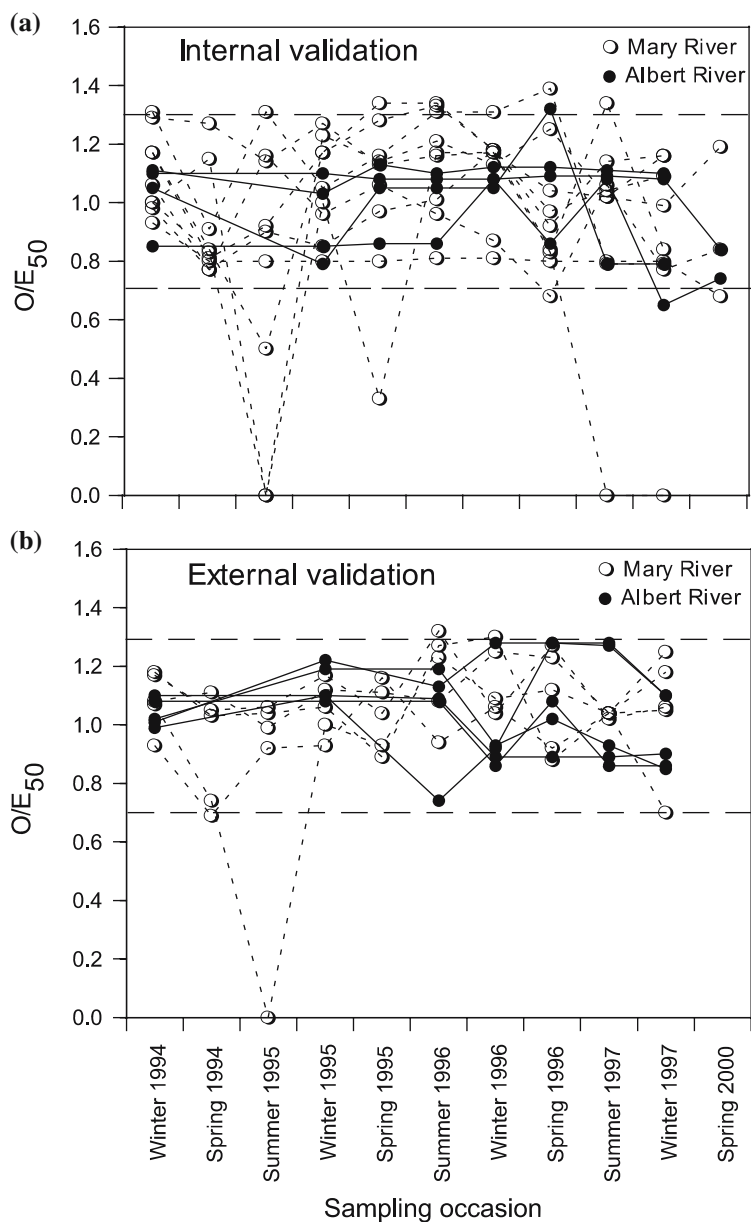 (a)
Internal validation
Mary River
Albert River
O/E50
1.6
1.4
1.2
1.0
0.8
0.6
0.4
0.2
0.0
(b)
External validation
Mary River
Albert River
O/E50
1.6
1.4
1.2
1.0
0.8
0.6
0.4
0.2
0.0
Winter 1994
Spring 1994
Summer 1995
Winter 1995
Spring 1995
Summer 1996
Winter 1996
Spring 1996
Summer 1997
Winter 1997
Spring 2000
Sampling occasion